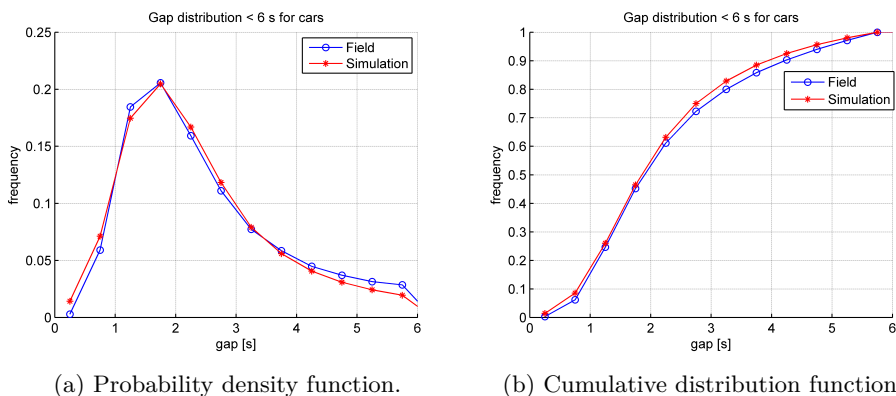 Gap distribution < 6 s for cars
0.25
0.2
0.15
0.1
0.05
0
frequency
Field
Simulation
0 1 2 3 4 5 6
gap [s]
(a) Probability density function.
Gap distribution < 6 s for cars
1
0.9
0.8
0.7
0.6
0.5
0.4
0.3
0.2
0.1
0
frequency
Field
Simulation
0 1 2 3 4 5 6
gap [s]
(b) Cumulative distribution function